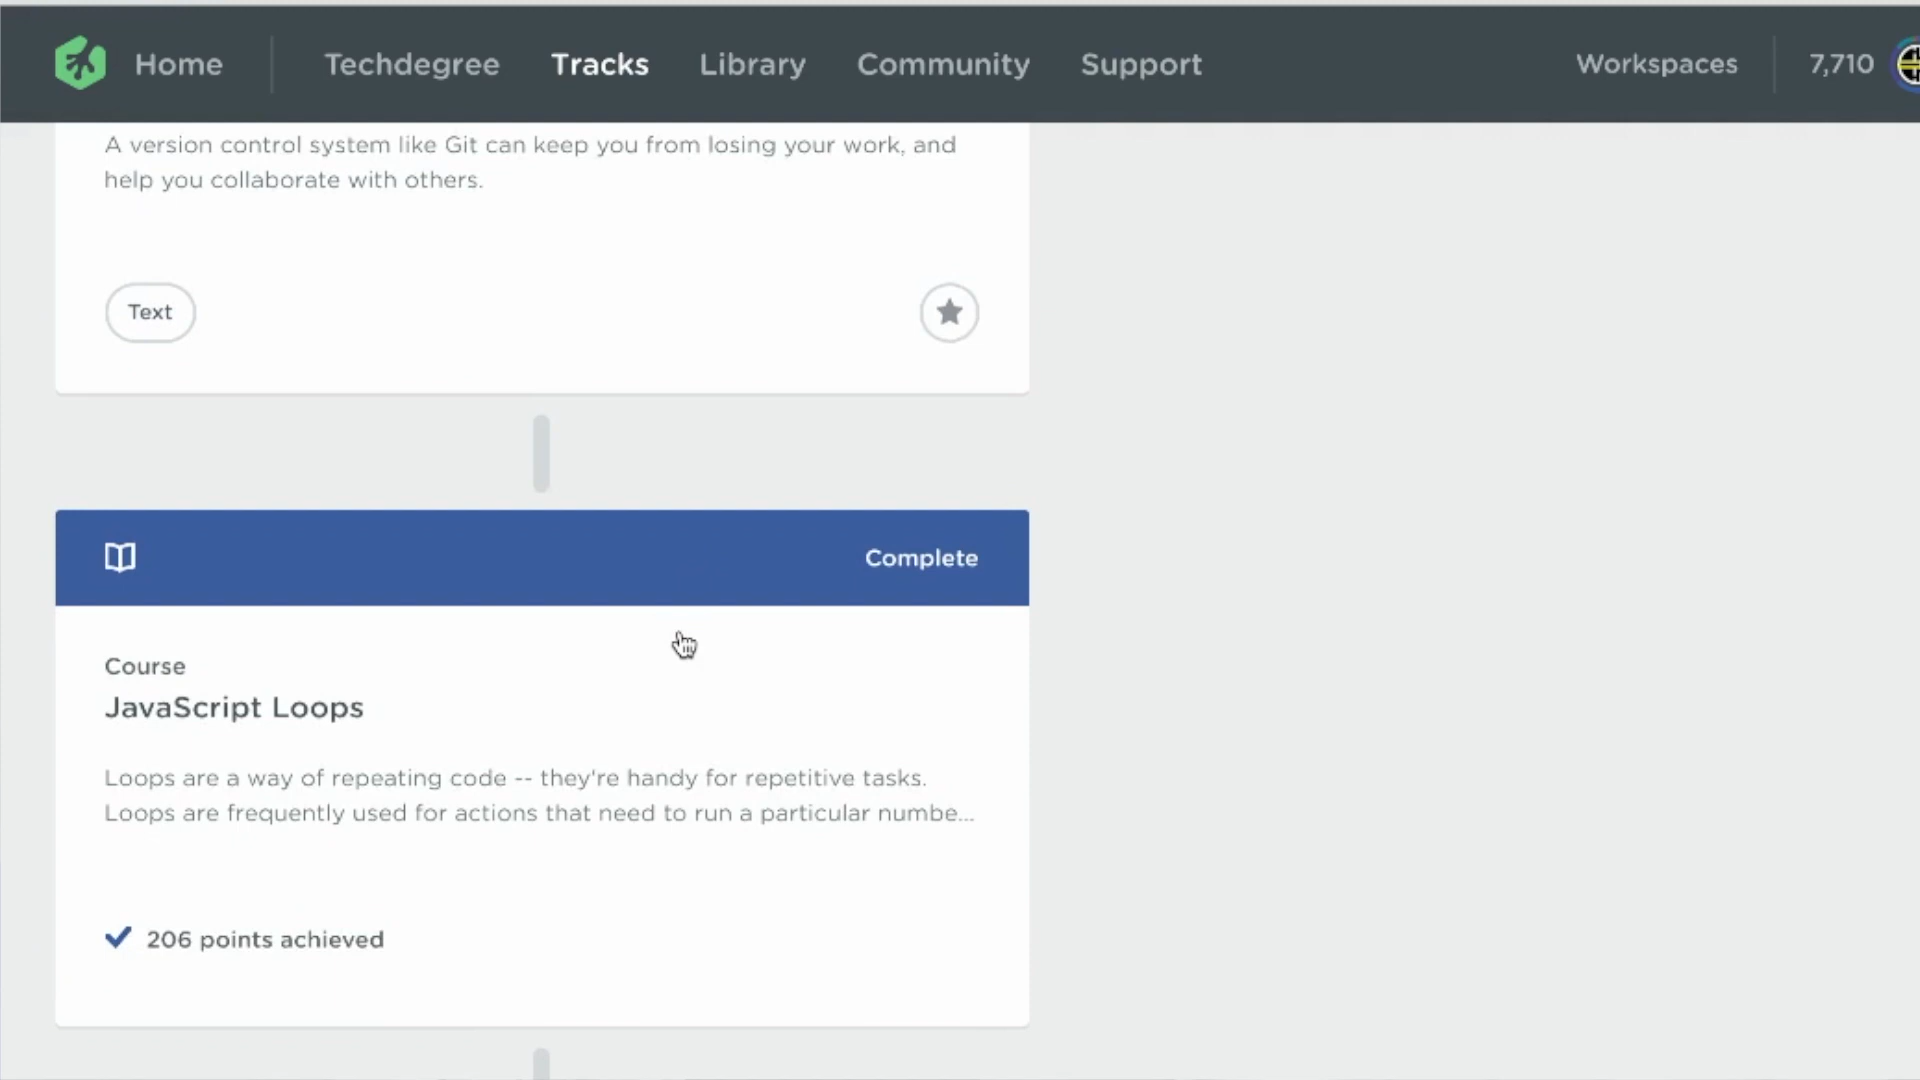 Home Techdegree Tracks Library Community Support Workspaces 7,710
A version control system like Git can keep you from losing your work, and
help you collaborate with others.
Text
Complete
Course
JavaScript Loops
Loops are a way of repeating code -- they're handy for repetitive tasks.
Loops are frequently used for actions that need to run a particular numbe...
206 points achieved